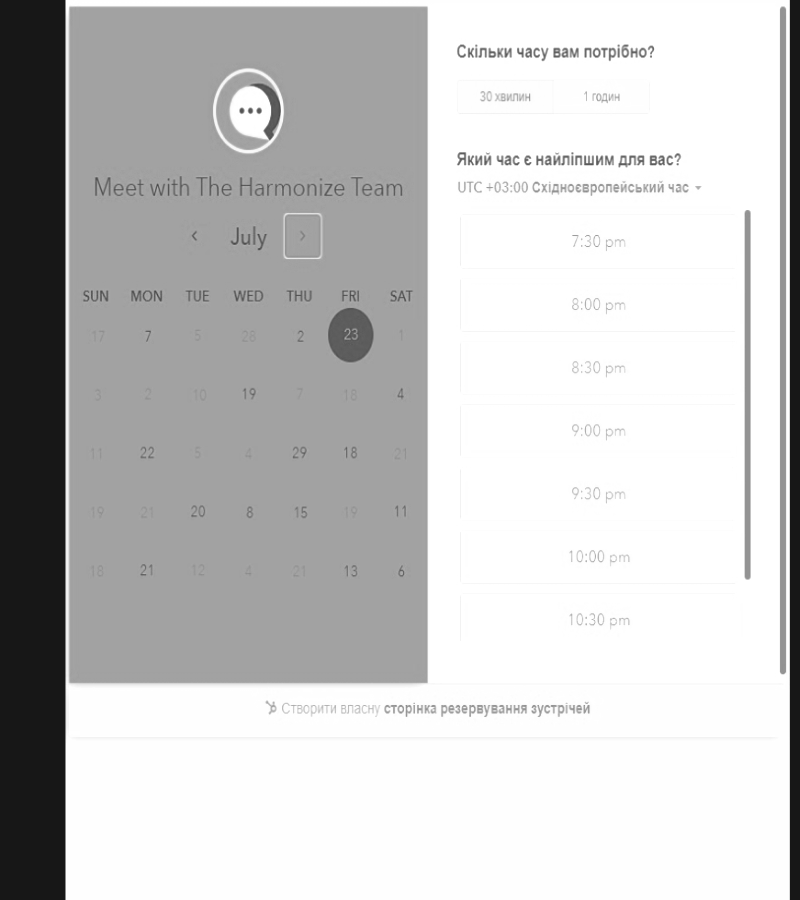 Meet with The Harmonize Team
July
SUN MON TUE WED THU FRI SAT
17 7 5 26 2 23 1
3 2 10 19 7 18 4
11 22 5 4 29 18 21
19 21 20 8 15 19 11
18 21 12 4 21 13 6
Скільки часу вам потрібно?
30 хвилин 1 годин
Який час є найліпшим для вас?
UTC +03:00 Східноєвропейський час
7:30 pm
8:00 pm
8:30 pm
9:00 pm
9:30 pm
10:00 pm
10:30 pm
Створити власну сторінка резервування зустрічей